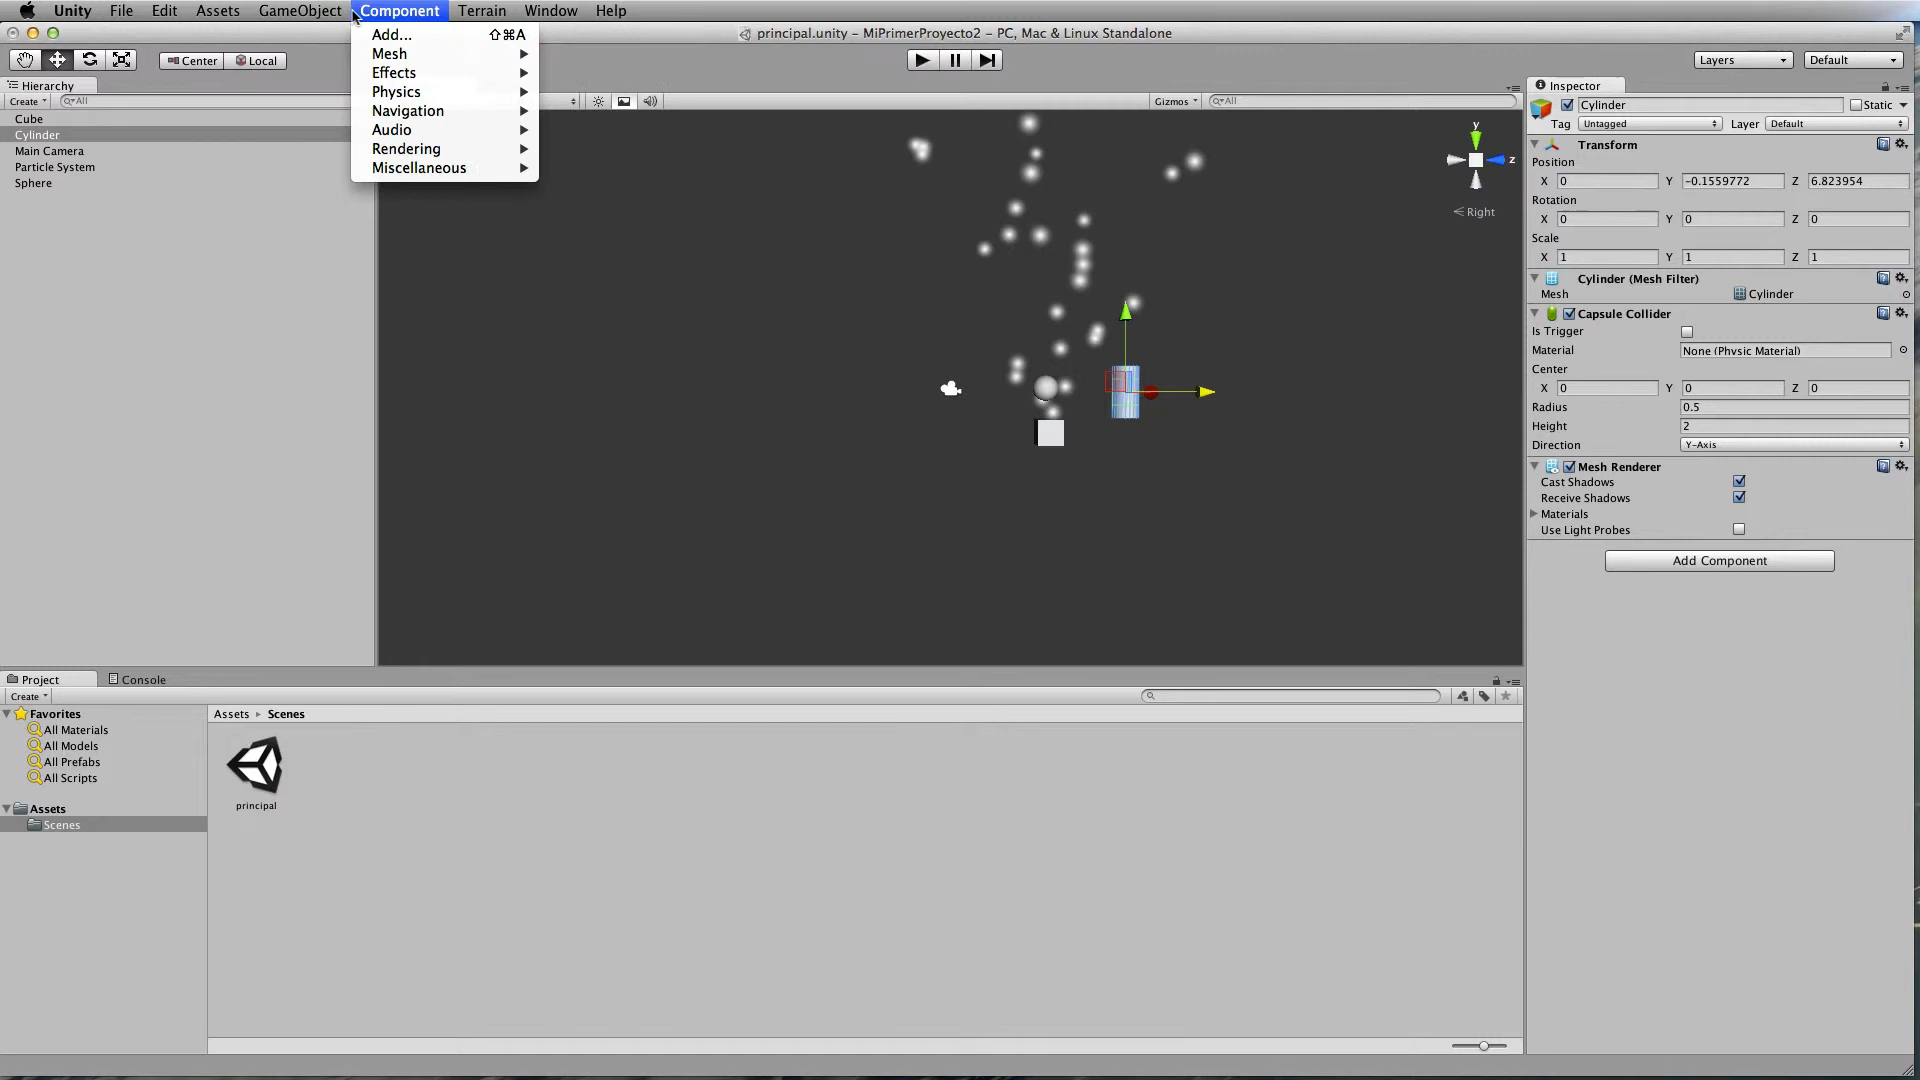 Unity File Edit Assets GameObject Component Terrain Window Help
principal.unity – MiPrimerProyecto2 – PC, Mac & Linux Standalone
Center Local
Layers Default
Add... ⇧⌘A
Mesh
Effects
Physics
Navigation
Audio
Rendering
Miscellaneous
Hierarchy
Create All
Cube
Cylinder
Main Camera
Particle System
Sphere
Gizmos All
y
z
Right
Inspector
Cylinder Static
Tag Untagged Layer Default
Transform
Position
X 0 Y -0.1559772 Z 6.823954
Rotation
X 0 Y 0 Z 0
Scale
X 1 Y 1 Z 1
Cylinder (Mesh Filter)
Mesh Cylinder
Capsule Collider
Is Trigger
Material None (Physic Material)
Center
X 0 Y 0 Z 0
Radius 0.5
Height 2
Direction Y-Axis
Mesh Renderer
Cast Shadows
Receive Shadows
Materials
Use Light Probes
Add Component
Project Console
Create
Favorites
All Materials
All Models
All Prefabs
All Scripts
Assets
Scenes
Assets Scenes
principal